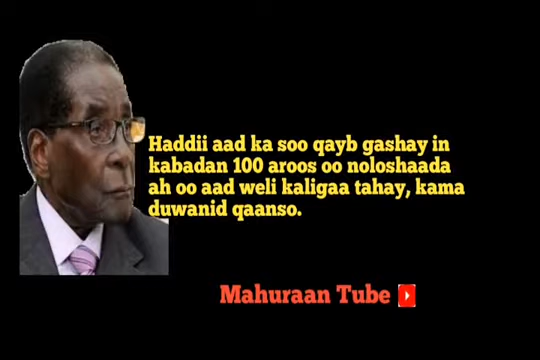 Haddii aad ka soo qayb gashay in
kabadan 100 aroos oo noloshaada
ah oo aad weli kaligaa tahay, kama
duwanid qaanso.
Mahuraan Tube